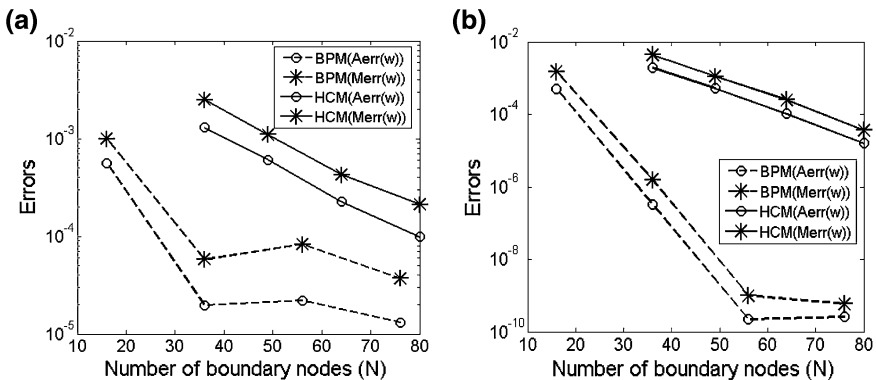 (a)
10^-2
10^-3
10^-4
10^-5
Errors
BPM(Aerr(w))
BPM(Merr(w))
HCM(Aerr(w))
HCM(Merr(w))
10 20 30 40 50 60 70 80
Number of boundary nodes (N)
(b)
10^-2
10^-4
10^-6
10^-8
10^-10
Errors
BPM(Aerr(w))
BPM(Merr(w))
HCM(Aerr(w))
HCM(Merr(w))
10 20 30 40 50 60 70 80
Number of boundary nodes (N)